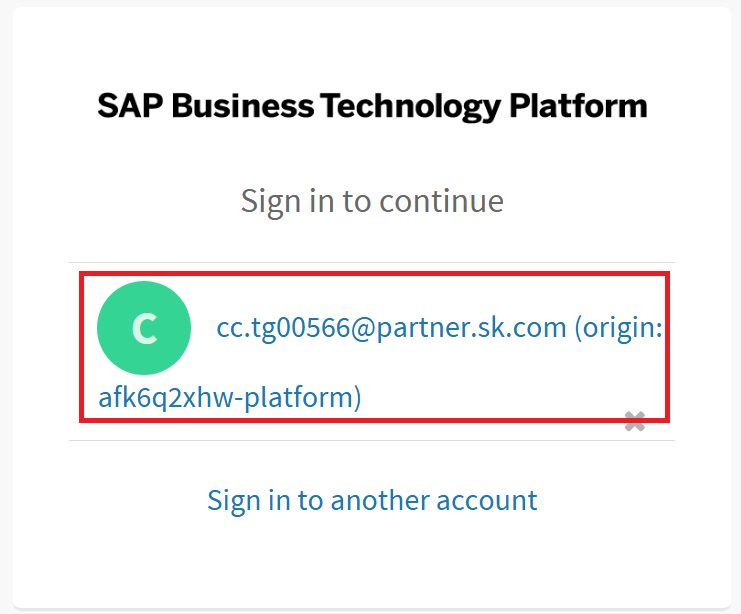 SAP Business Technology Platform
Sign in to continue
C
cc.tg00566@partner.sk.com (origin:
afk6q2xhw-platform)
Sign in to another account